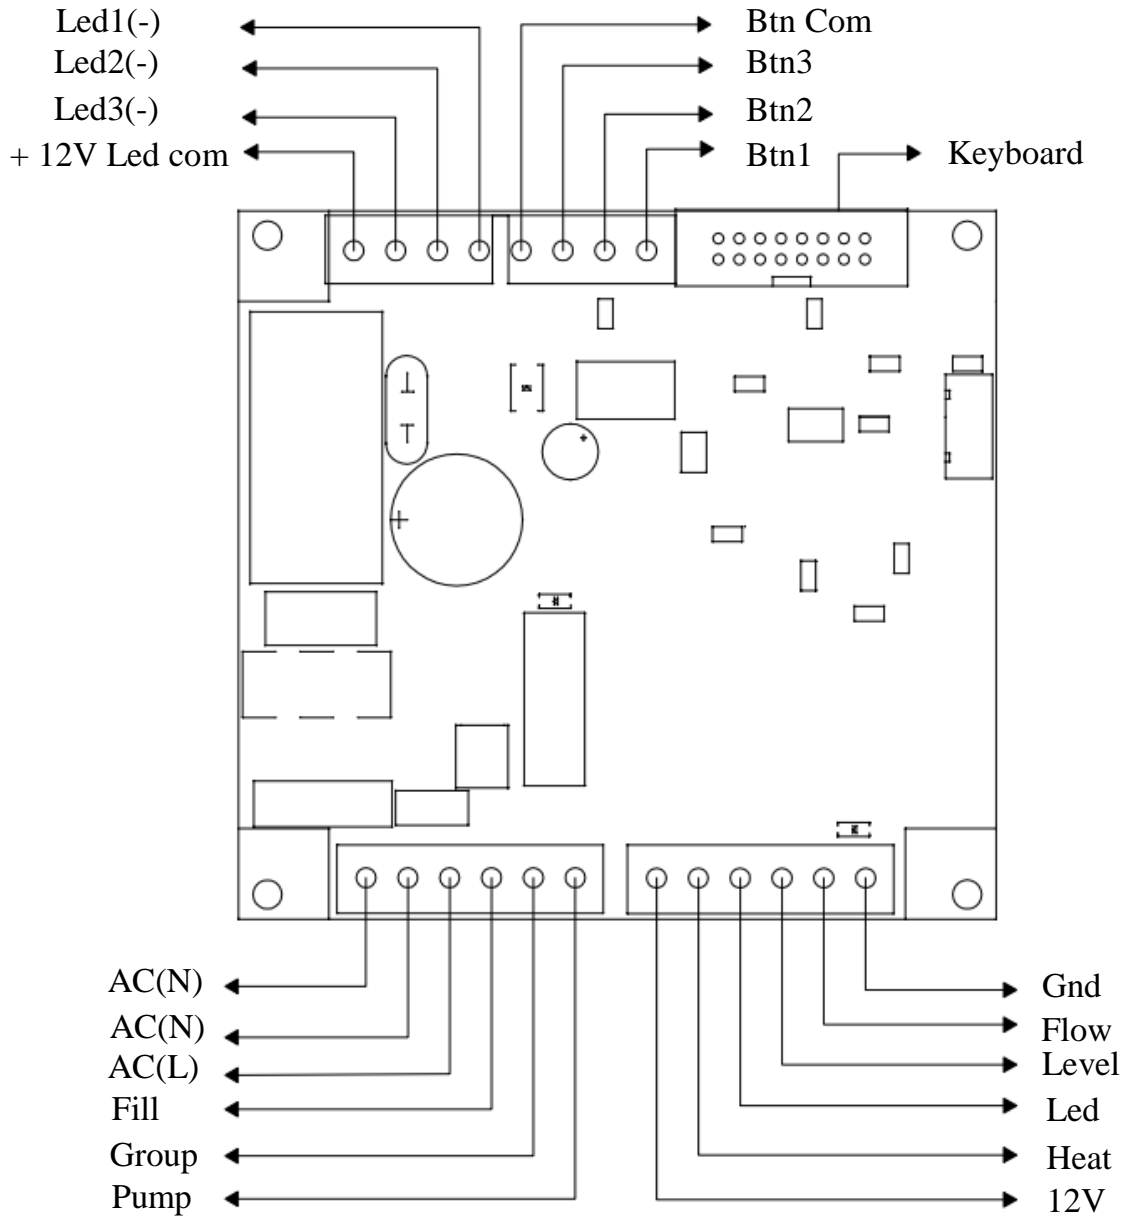 Led1(-)
Led2(-)
Led3(-)
+ 12V Led com
Btn Com
Btn3
Btn2
Btn1
Keyboard
AC(N)
AC(N)
AC(L)
Fill
Group
Pump
Gnd
Flow
Level
Led
Heat
12V